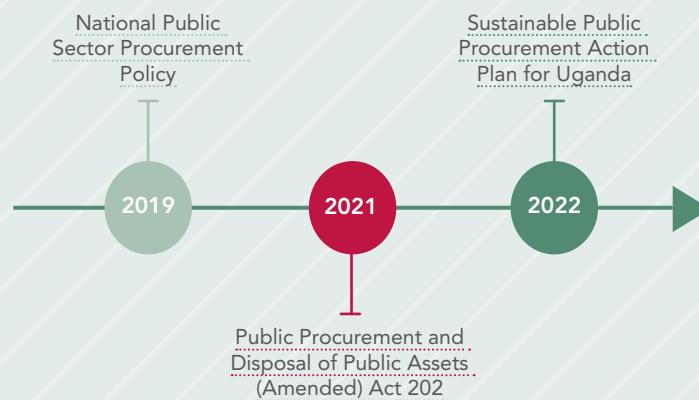 National Public
Sector Procurement
Policy
Sustainable Public
Procurement Action
Plan for Uganda
2019
2021
2022
Public Procurement and
Disposal of Public Assets
(Amended) Act 202